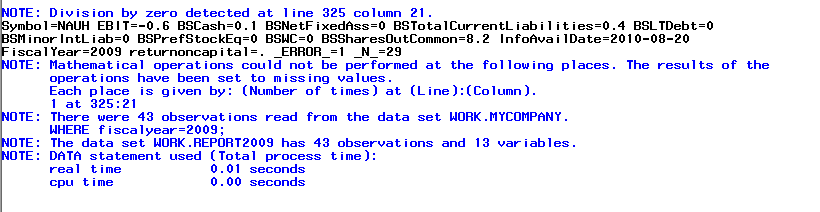 NOTE: Division by zero detected at line 325 column 21.
Symbol=NAUH EBIT=-0.6 BSCash=0.1 BSNetFixedAss=0 BSTotalCurrentLiabilities=0.4 BSLTDebt=0
BSMinorIntLiab=0 BSPrefStockEq=0 BSWC=0 BSSharesOutCommon=8.2 InfoAvailDate=2010-08-20
FiscalYear=2009 returnoncapital=. _ERROR_=1 _N_=29
NOTE: Mathematical operations could not be performed at the following places. The results of the
operations have been set to missing values.
Each place is given by: (Number of times) at (Line):(Column).
1 at 325:21
NOTE: There were 43 observations read from the data set WORK.MYCOMPANY.
WHERE fiscalyear=2009;
NOTE: The data set WORK.REPORT2009 has 43 observations and 13 variables.
NOTE: DATA statement used (Total process time):
real time 0.01 seconds
cpu time 0.00 seconds